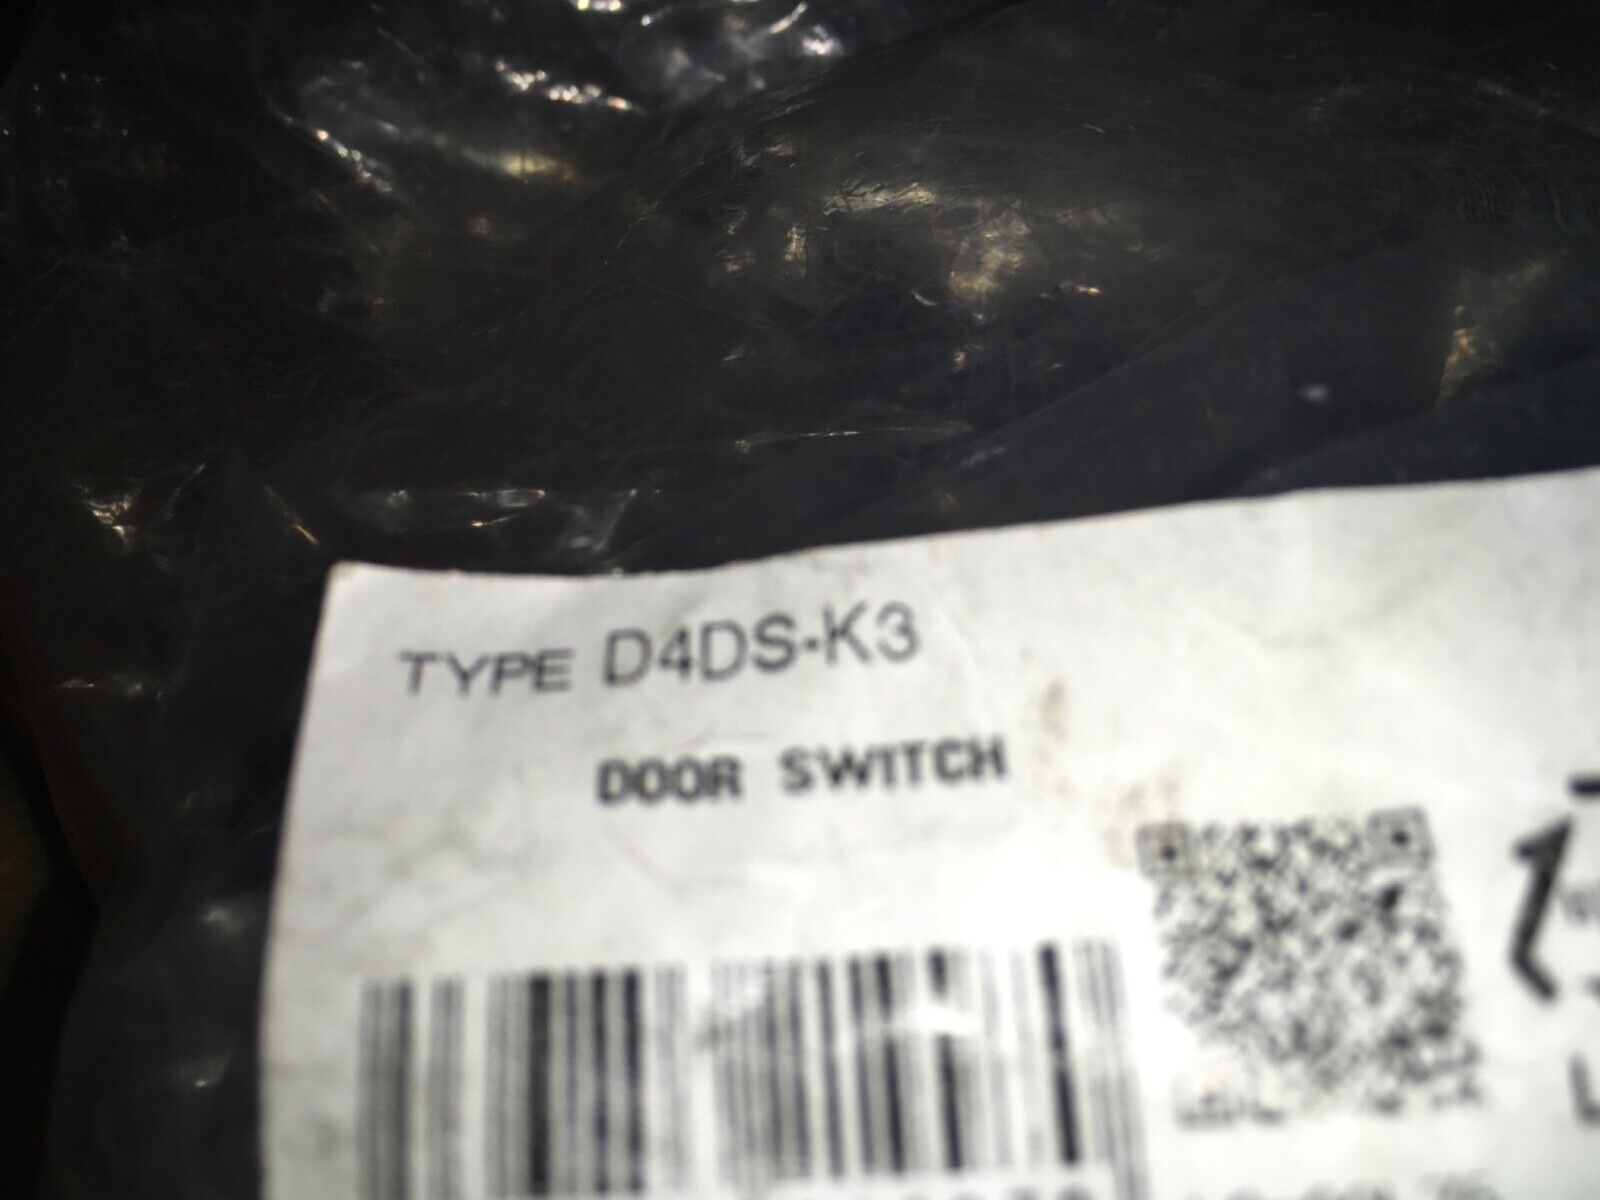 TYPE D4DS-K3
DOOR SWITCH